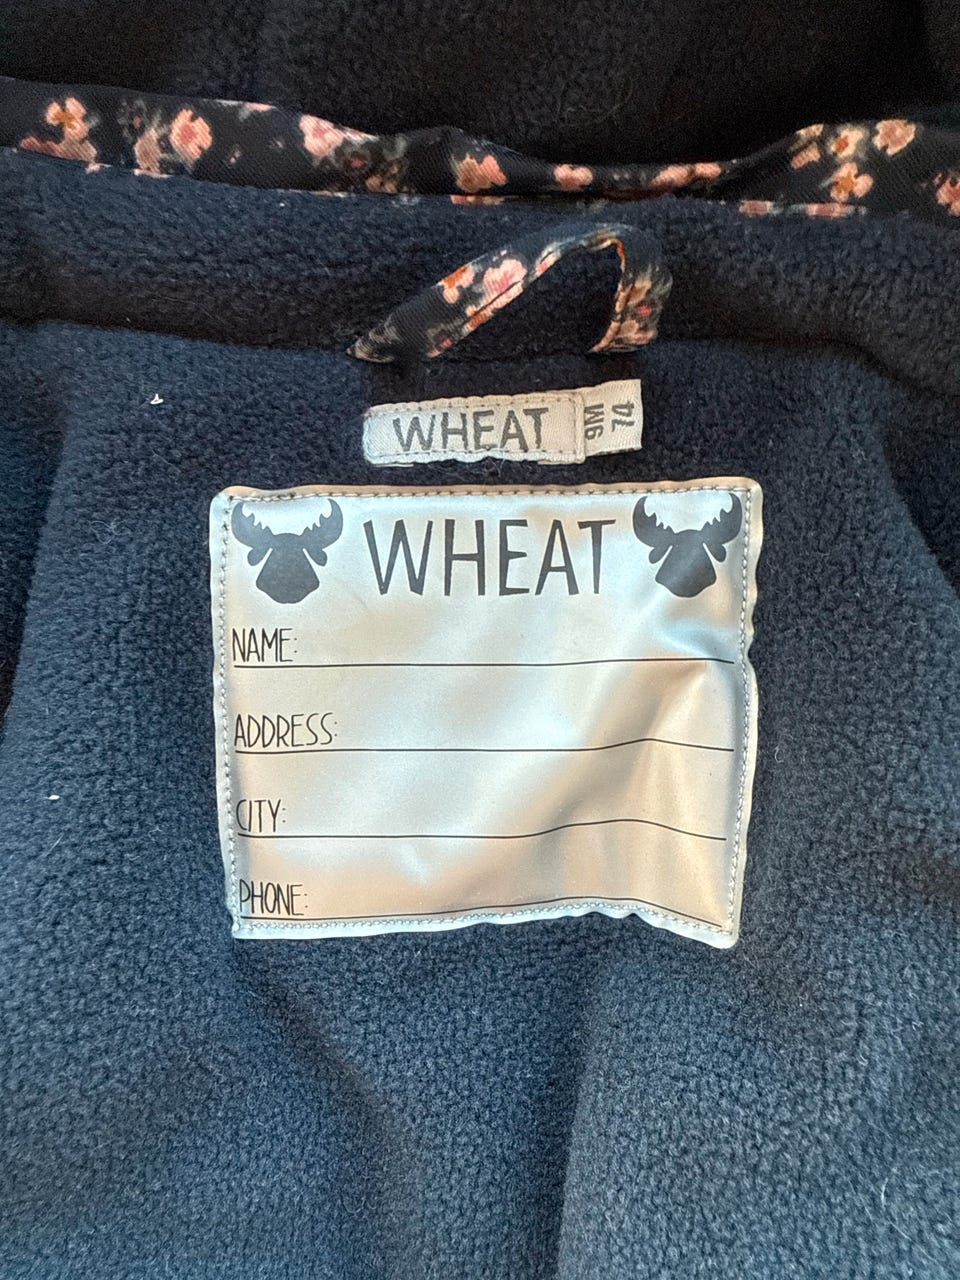 WHEAT
9M
74
WHEAT
NAME:
ADDRESS:
CITY:
PHONE: